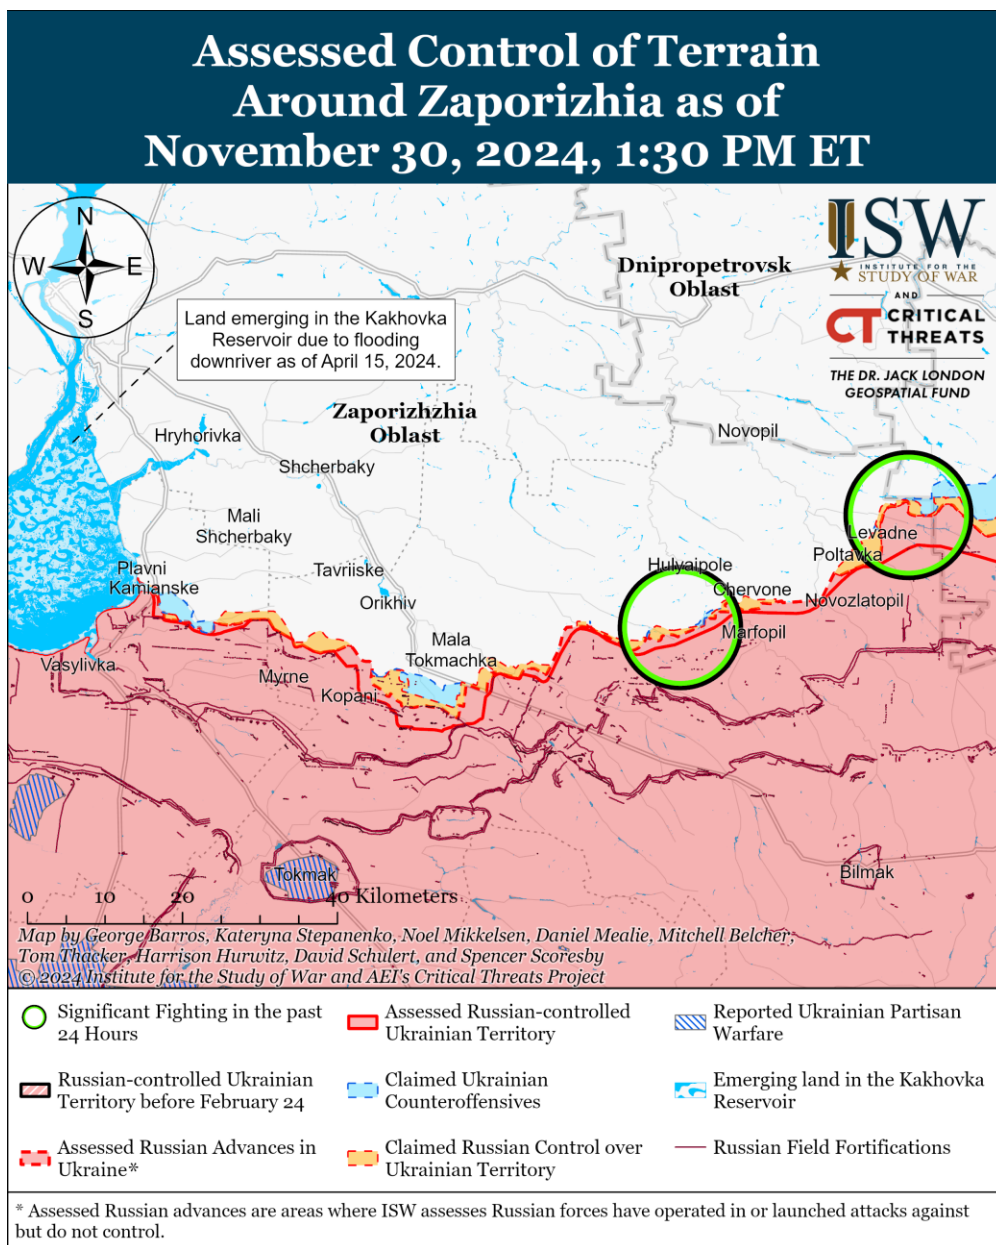 Assessed Control of Terrain
Around Zaporizhia as of
November 30, 2024, 1:30 PM ET
N
W
E
S
ISW
INSTITUTE FOR THE
STUDY OF WAR
AND
CT CRITICAL
THREATS
THE DR. JACK LONDON
GEOSPATIAL FUND
Dnipropetrovsk
Oblast
Land emerging in the Kakhovka
Reservoir due to flooding
downriver as of April 15, 2024.
Zaporizhzhia
Oblast
Hryhorivka
Novopil
Shcherbaky
Mali
Shcherbaky
Levadne
Poltavka
Plavni
Kamianske
Tavriiske
Hulyaipole
Chervone
Orikhiv
Novozlatopil
Mala
Tokmachka
Marfopil
Vasylivka
Myrne
Kopani
Tokmak
Bilmak
0 10 20 40 Kilometers
Map by George Barros, Kateryna Stepanenko, Noel Mikkelsen, Daniel Mealie, Mitchell Belcher,
Tom Thacker, Harrison Hurwitz, David Schulert, and Spencer Scoresby
© 2024 Institute for the Study of War and AEI's Critical Threats Project
Significant Fighting in the past
24 Hours
Assessed Russian-controlled
Ukrainian Territory
Reported Ukrainian Partisan
Warfare
Russian-controlled Ukrainian
Territory before February 24
Claimed Ukrainian
Counteroffensives
Emerging land in the Kakhovka
Reservoir
Assessed Russian Advances in
Ukraine*
Claimed Russian Control over
Ukrainian Territory
Russian Field Fortifications
* Assessed Russian advances are areas where ISW assesses Russian forces have operated in or launched attacks against
but do not control.